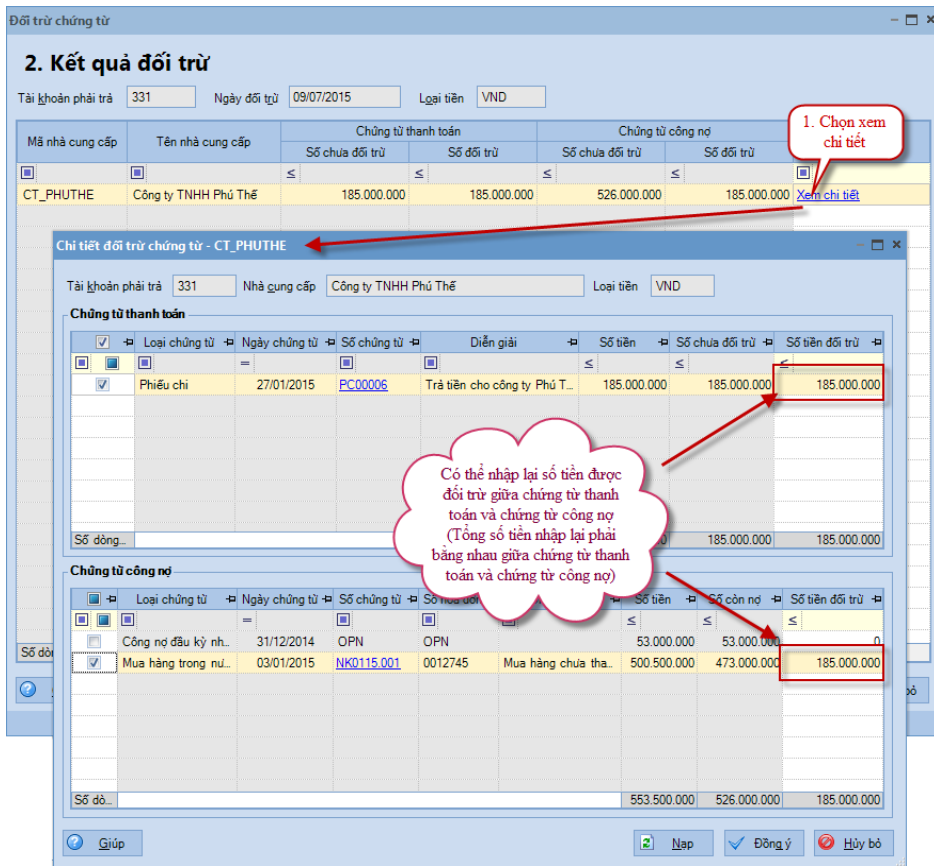 Đối trừ chứng từ
2. Kết quả đối trừ
Tài khoản phải trả 331 Ngày đối trừ 09/07/2015 Loại tiền VND
Mã nhà cung cấp Tên nhà cung cấp Chứng từ thanh toán Chứng từ công nợ
Số chưa đối trừ Số đối trừ Số chưa đối trừ Số đối trừ
1. Chọn xem
chi tiết
≤ ≤ ≤ ≤
CT_PHUTHE Công ty TNHH Phú Thế 185.000.000 185.000.000 526.000.000 185.000.000 Xem chi tiết
Chi tiết đối trừ chứng từ - CT_PHUTHE
Tài khoản phải trả 331 Nhà cung cấp Công ty TNHH Phú Thế Loại tiền VND
Chứng từ thanh toán
Loại chứng từ Ngày chứng từ Số chứng từ Diễn giải Số tiền Số chưa đối trừ Số tiền đối trừ
= ≤ ≤ ≤
Phiếu chi 27/01/2015 PC00006 Trả tiền cho công ty Phú T... 185.000.000 185.000.000 185.000.000
Có thể nhập lại số tiền được
đối trừ giữa chứng từ thanh
toán và chứng từ công nợ
(Tổng số tiền nhập lại phải
bằng nhau giữa chứng từ thanh
toán và chứng từ công nợ)
Số dòng... 185.000.000 185.000.000
Chứng từ công nợ
Loại chứng từ Ngày chứng từ Số chứng từ Số hóa đơn Số tiền Số còn nợ Số tiền đối trừ
= ≤ ≤ ≤
Công nợ đầu kỳ nh... 31/12/2014 OPN OPN 53.000.000 53.000.000 0
Mua hàng trong nư... 03/01/2015 NK0115.001 0012745 Mua hàng chưa tha... 500.500.000 473.000.000 185.000.000
Số dò... 553.500.000 526.000.000 185.000.000
Giúp Nạp Đồng ý Hủy bỏ